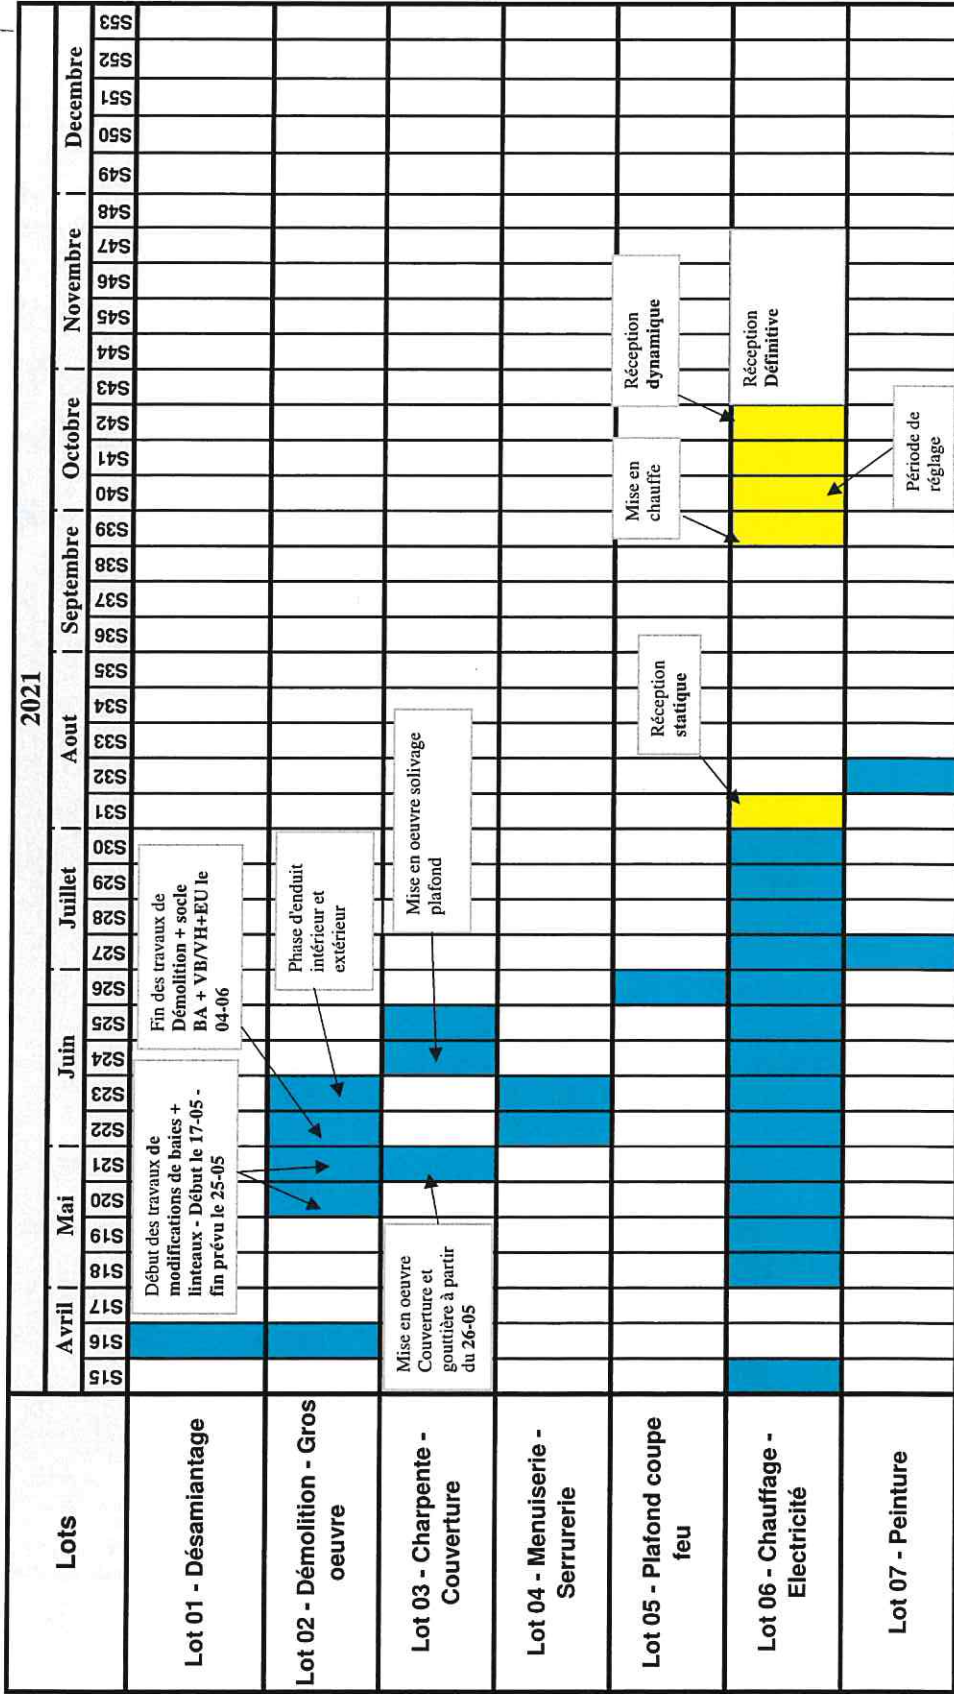 2021
Lots
Avril | Mai | Juin | Juillet | Aout | Septembre | Octobre | Novembre | Decembre
S15 S16 S17 S18 S19 S20 S21 S22 S23 S24 S25 S26 S27 S28 S29 S30 S31 S32 S33 S34 S35 S36 S37 S38 S39 S40 S41 S42 S43 S44 S45 S46 S47 S48 S49 S50 S51 S52 S53
Lot 01 - Désamiantage
Début des travaux de
modifications de baies +
linteaux - Début le 17-05 -
fin prévu le 25-05
Fin des travaux de
Démolition + socle
BA + VB/VH+EU le
04-06
Lot 02 - Démolition - Gros
oeuvre
Phase d'enduit
intérieur et
extérieur
Lot 03 - Charpente -
Couverture
Mise en oeuvre
Couverture et
gouttière à partir
du 26-05
Mise en oeuvre solivage
plafond
Lot 04 - Menuiserie -
Serrurerie
Lot 05 - Plafond coupe
feu
Réception
statique
Mise en
chauffe
Réception
dynamique
Lot 06 - Chauffage -
Electricité
Réception
Définitive
Lot 07 - Peinture
Période de
réglage